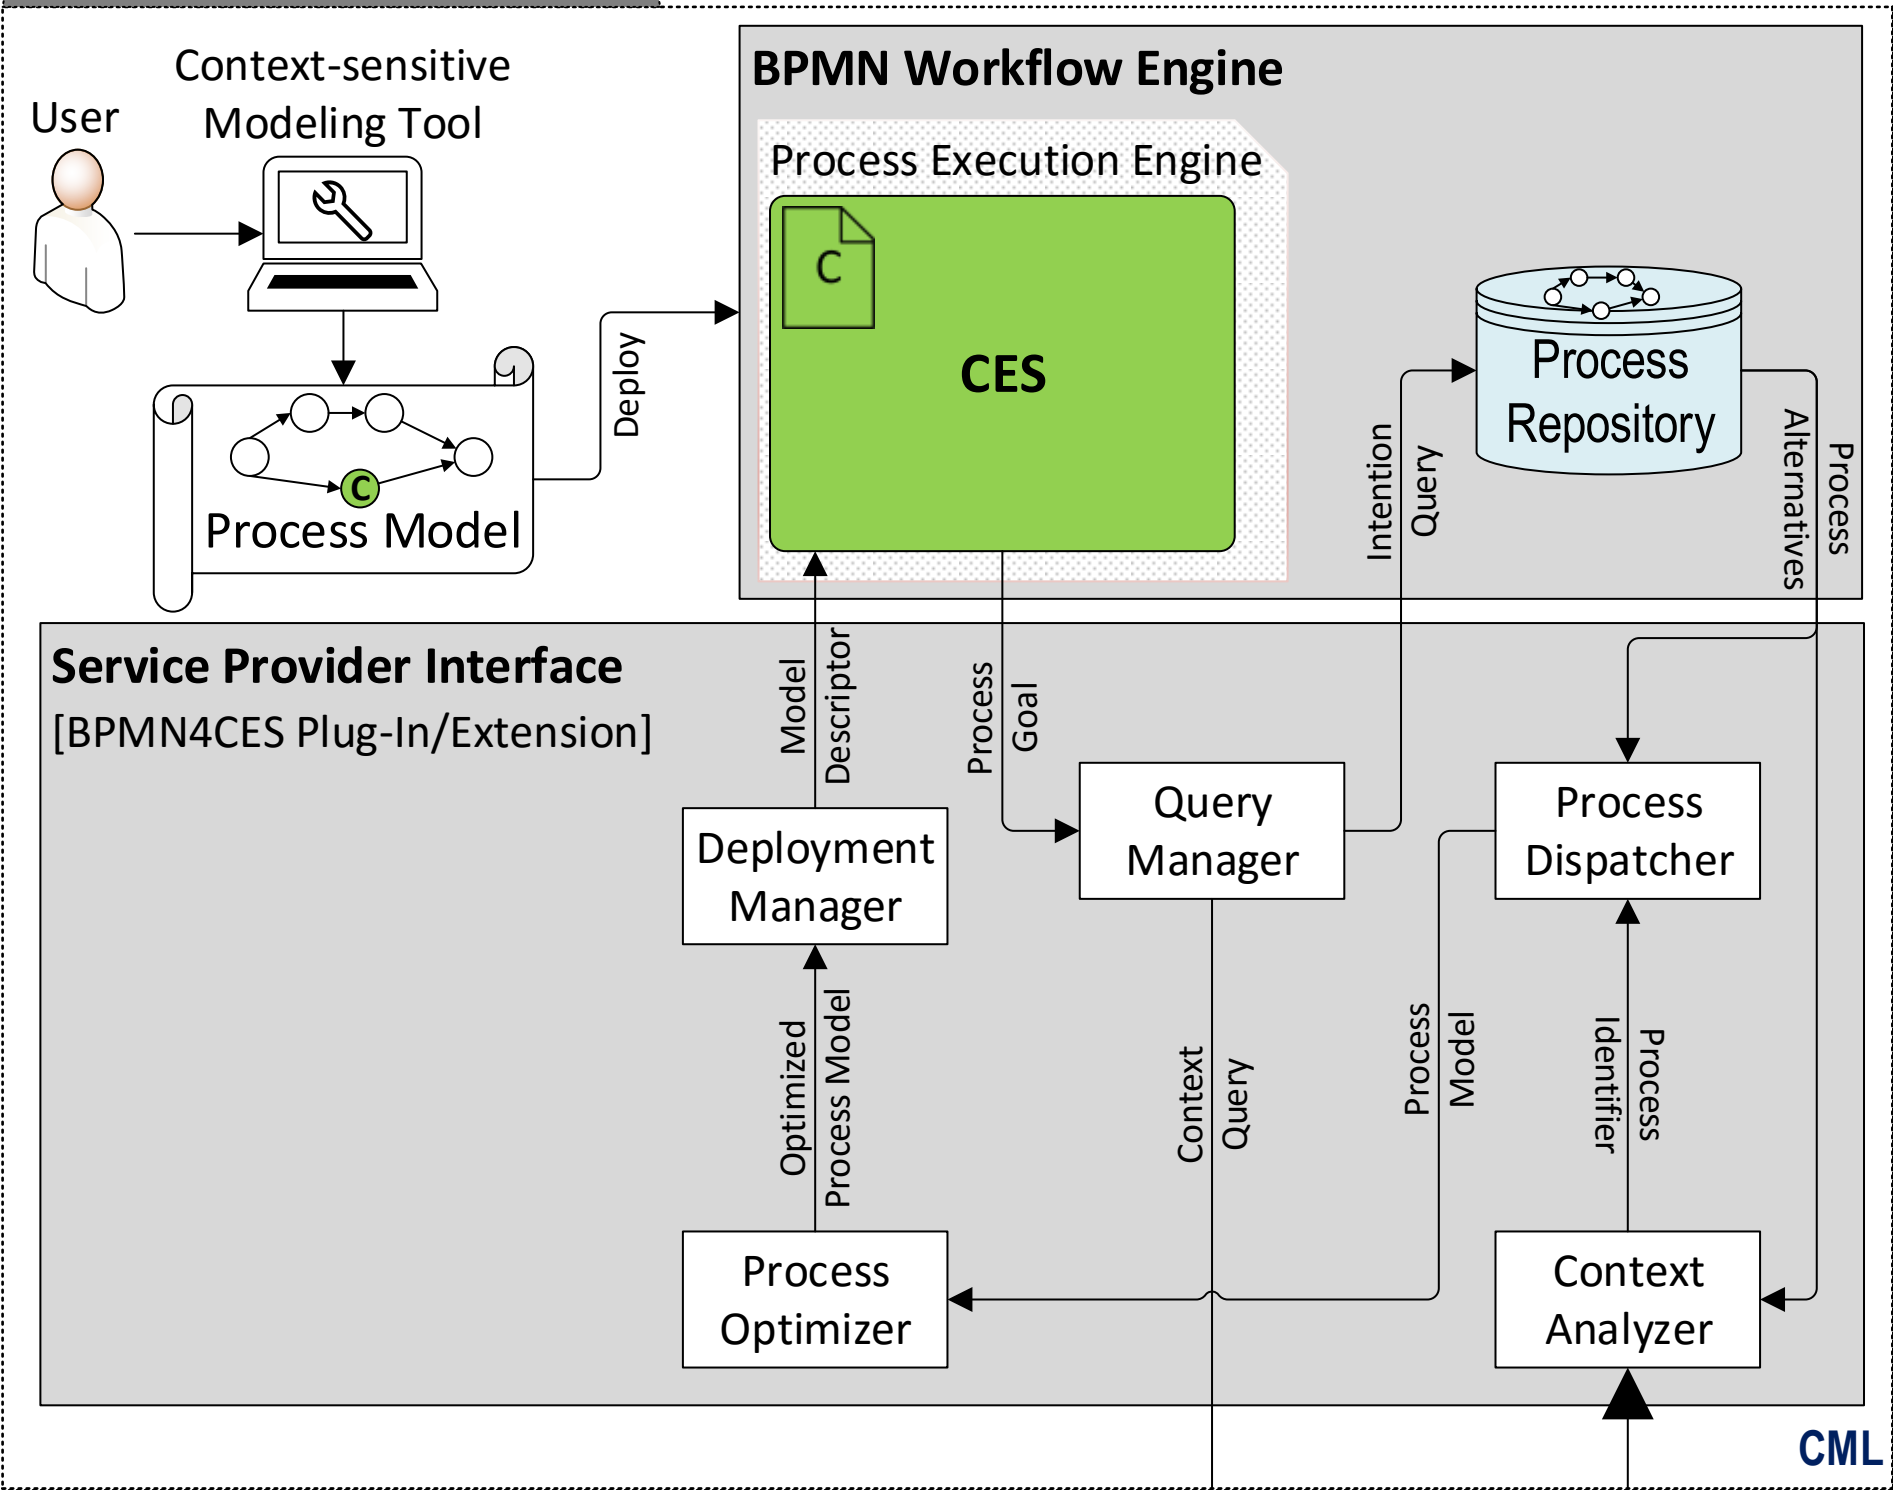 User
Context-sensitive
Modeling Tool
C
Process Model
Deploy
BPMN Workflow Engine
Process Execution Engine
C
CES
Process
Repository
Intention
Query
Process
Alternatives
Service Provider Interface
[BPMN4CES Plug-In/Extension]
Model
Descriptor
Process
Goal
Deployment
Manager
Query
Manager
Process
Dispatcher
Optimized
Process Model
Context
Query
Process
Model
Process
Identifier
Process
Optimizer
Context
Analyzer
CML